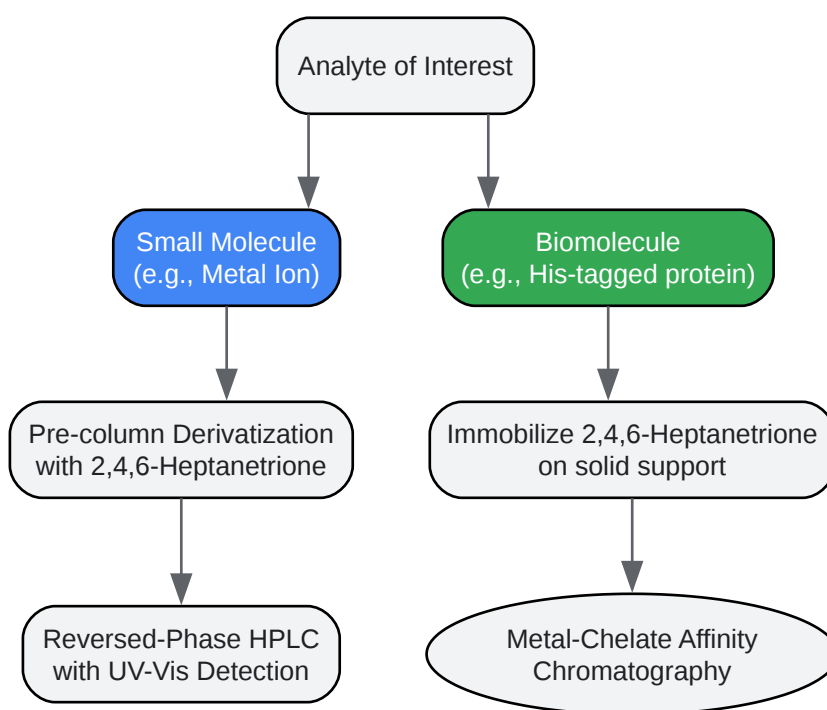 Analyte of Interest
Small Molecule
(e.g., Metal Ion)
Biomolecule
(e.g., His-tagged protein)
Pre-column Derivatization
with 2,4,6-Heptanetrione
Immobilize 2,4,6-Heptanetrione
on solid support
Reversed-Phase HPLC
with UV-Vis Detection
Metal-Chelate Affinity
Chromatography